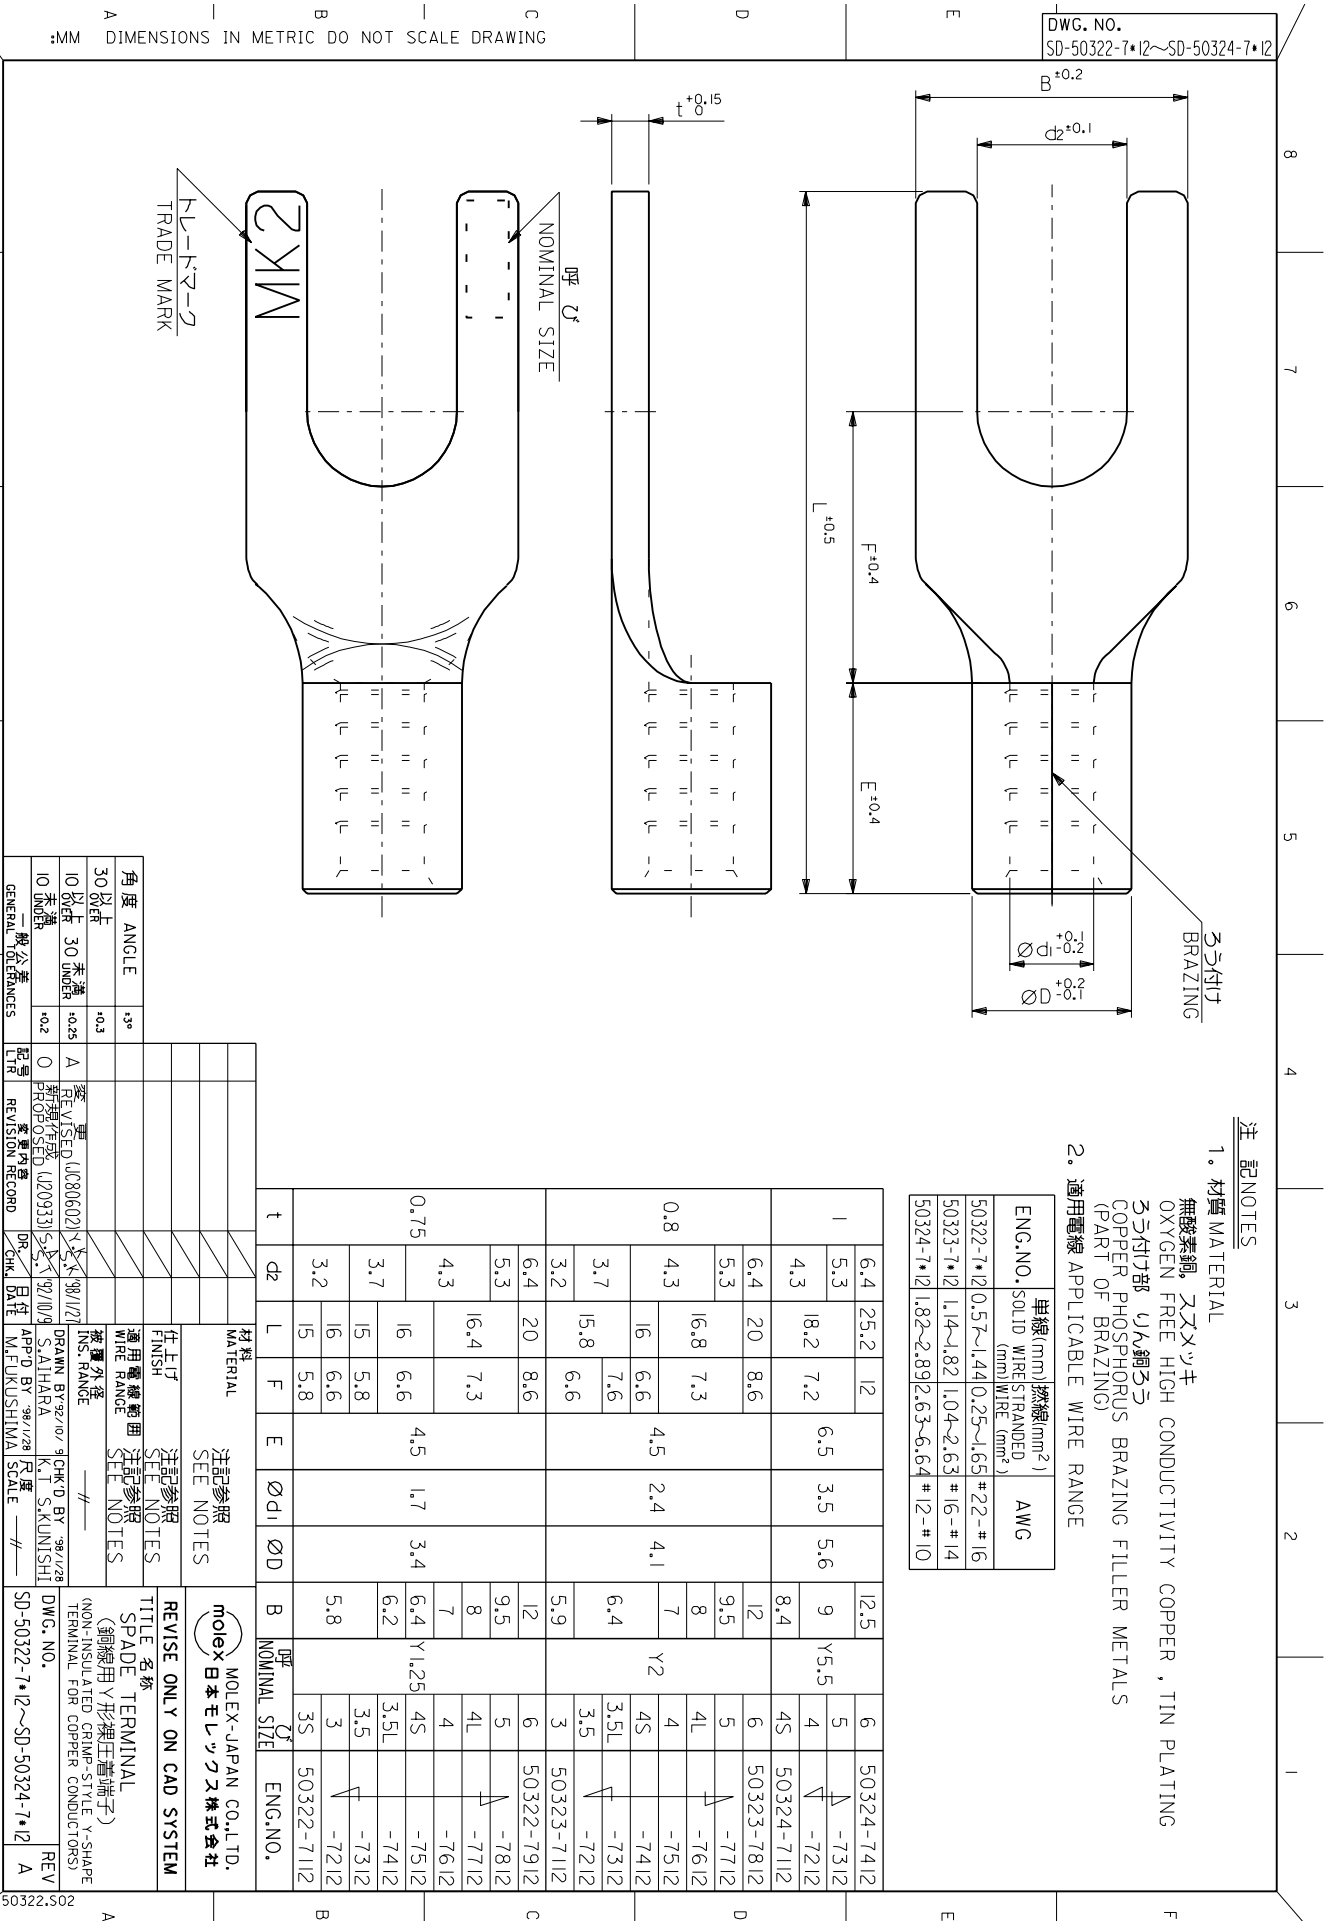 DWG. NO.
SD-50322-7*12～SD-50324-7*12
:MM DIMENSIONS IN METRIC DO NOT SCALE DRAWING
A B C D E
8 7 6 5 4 3 2 1
B±0.2
d2±0.1
t+0.15 0
L±0.5
F±0.4
E±0.4
Ød1+0.1 -0.2
ØD+0.2 -0.1
ろう付け
BRAZING
呼 び
NOMINAL SIZE
トレードマーク
TRADE MARK
MK2
注 記NOTES
1. 材質 MATERIAL
無酸素銅, スズメッキ
OXYGEN FREE HIGH CONDUCTIVITY COPPER , TIN PLATING
ろう付け部 りん銅ろう
COPPER PHOSPHORUS BRAZING FILLER METALS
(PART OF BRAZING)
2. 適用電線 APPLICABLE WIRE RANGE
ENG.NO. 単線(mm) SOLID WIRE (mm) 撚線(mm²) STRANDED WIRE (mm²) AWG
50322-7*12 0.57~1.44 0.25~1.65 #22-#16
50323-7*12 1.14~1.82 1.04~2.63 #16-#14
50324-7*12 1.82~2.89 2.63~6.64 #12-#10
1 6.4 25.2 12 6.5 3.5 5.6 12.5 Y5.5 6 50324-7412
5.3 18.2 7.2 9 5 -7312
4.3 4 -7212
8.4 4S 50324-7112
0.8 6.4 20 8.6 4.5 2.4 4.1 12 Y2 6 50323-7812
5.3 16.8 7.3 9.5 5 -7712
4.3 8 4L -7612
7 4 -7512
16 6.6 6.4 4S -7412
3.7 15.8 7.6 3.5L -7312
6.6 3.5 -7212
3.2 5.9 3 50323-7112
0.75 6.4 20 8.6 4.5 1.7 3.4 12 Y1.25 6 50322-7912
5.3 16.4 7.3 9.5 5 -7812
4.3 8 4L -7712
7 4 -7612
16 6.6 6.4 4S -7512
3.7 6.2 3.5L -7412
15 5.8 5.8 3.5 -7312
3.2 16 6.6 3 -7212
15 5.8 3S 50322-7112
t d2 L F E Ød1 ØD B 呼 び NOMINAL SIZE ENG.NO.
角度 ANGLE ±3°
30 以上 OVER ±0.3
10 以上 OVER 30 未満 UNDER ±0.25
10 未満 UNDER ±0.2
一般公差
GENERAL TOLERANCES
A 変 更 REVISED (JC80602) Y.K S.K '98/1/27
0 新規作成 PROPOSED (J20933) S.A S.T '92/10/9
記号 LTR 変更内容 REVISION RECORD DR. CHK. 日付 DATE
材料 MATERIAL 注記参照 SEE NOTES
仕上げ FINISH 注記参照 SEE NOTES
適用電線範囲 WIRE RANGE 注記参照 SEE NOTES
被覆外径 INS.RANGE
DRAWN BY '92/10/ 9 S.AIHARA
CHK'D BY '98/1/28 K.T S.KUNISHI
APP'D BY '98/1/28 M.FUKUSHIMA
尺度 SCALE
molex MOLEX-JAPAN CO.,LTD.
日本モレックス株式会社
REVISE ONLY ON CAD SYSTEM
TITLE 名称
SPADE TERMINAL
(銅線用Y形裸圧着端子)
(NON-INSULATED CRIMP-STYLE Y-SHAPE
TERMINAL FOR COPPER CONDUCTORS)
DWG. NO.
SD-50322-7*12～SD-50324-7*12
REV
A
50322.S02
A B C D E F